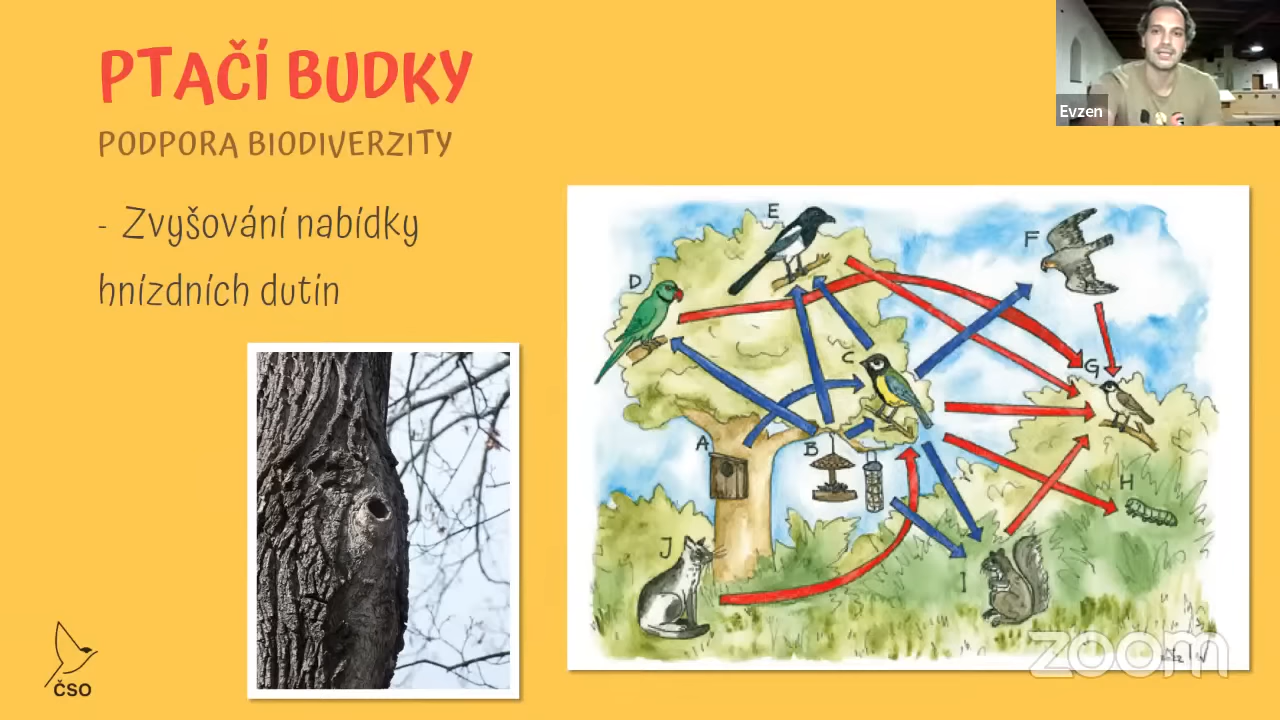 PTAČÍ BUDKY
PODPORA BIODIVERZITY
- Zvyšování nabídky
hnízdních dutin
Evzen
E
F
D
C
G
A
B
H
J
I
zoom
ČSO